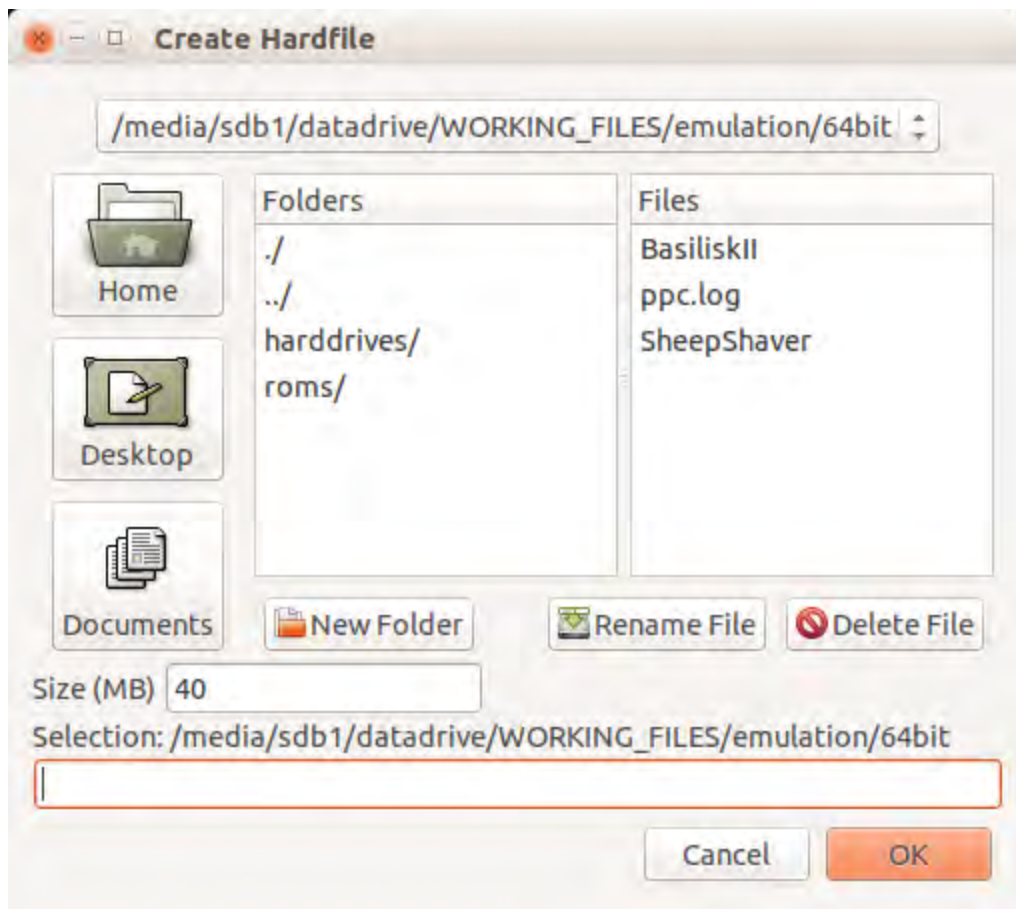 Create Hardfile
/media/sdb1/datadrive/WORKING_FILES/emulation/64bit
Home
Desktop
Documents
Folders
./
../
harddrives/
roms/
Files
BasiliskII
ppc.log
SheepShaver
New Folder
Rename File
Delete File
Size (MB) 40
Selection: /media/sdb1/datadrive/WORKING_FILES/emulation/64bit
Cancel
OK